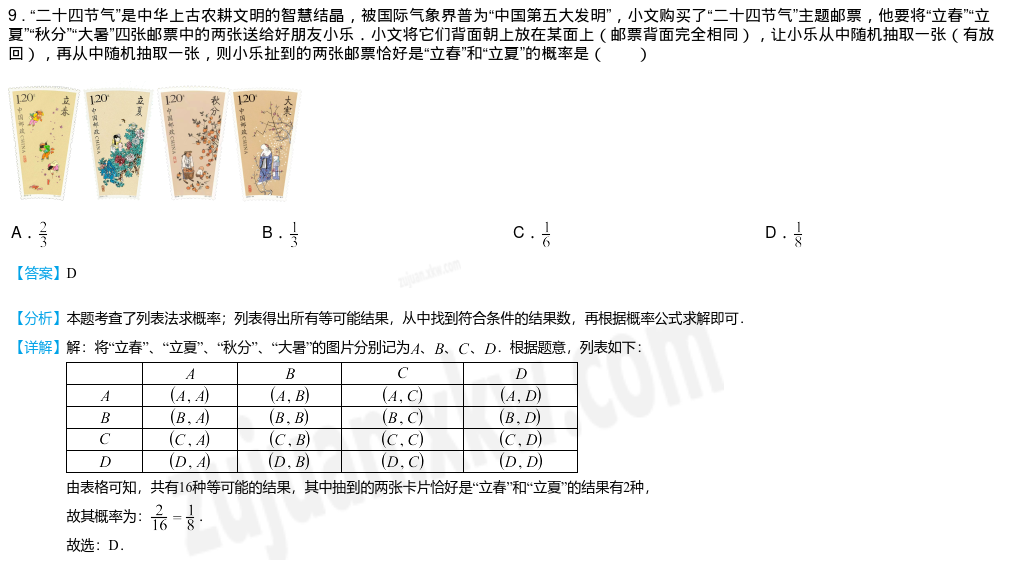 9．“二十四节气”是中华上古农耕文明的智慧结晶，被国际气象界普为“中国第五大发明”，小文购买了“二十四节气”主题邮票，他要将“立春”“立
夏”“秋分”“大暑”四张邮票中的两张送给好朋友小乐．小文将它们背面朝上放在某面上（邮票背面完全相同），让小乐从中随机抽取一张（有放
回），再从中随机抽取一张，则小乐扯到的两张邮票恰好是“立春”和“立夏”的概率是（　　）
1.20元 立春 中国邮政 CHINA
1.20元 立夏 中国邮政 CHINA
1.20元 秋分 中国邮政 CHINA
1.20元 大寒 中国邮政 CHINA
A．2/3 B．1/3 C．1/6 D．1/8
【答案】D
zujuan.xkw.com
【分析】本题考查了列表法求概率；列表得出所有等可能结果，从中找到符合条件的结果数，再根据概率公式求解即可．
【详解】解：将“立春”、“立夏”、“秋分”、“大暑”的图片分别记为A、B、C、D．根据题意，列表如下：
A B C D
A (A, A) (A, B) (A, C) (A, D)
B (B, A) (B, B) (B, C) (B, D)
C (C, A) (C, B) (C, C) (C, D)
D (D, A) (D, B) (D, C) (D, D)
由表格可知，共有16种等可能的结果，其中抽到的两张卡片恰好是“立春”和“立夏”的结果有2种，
故其概率为：2/16 = 1/8．
故选：D．
zujuan.xkw.com